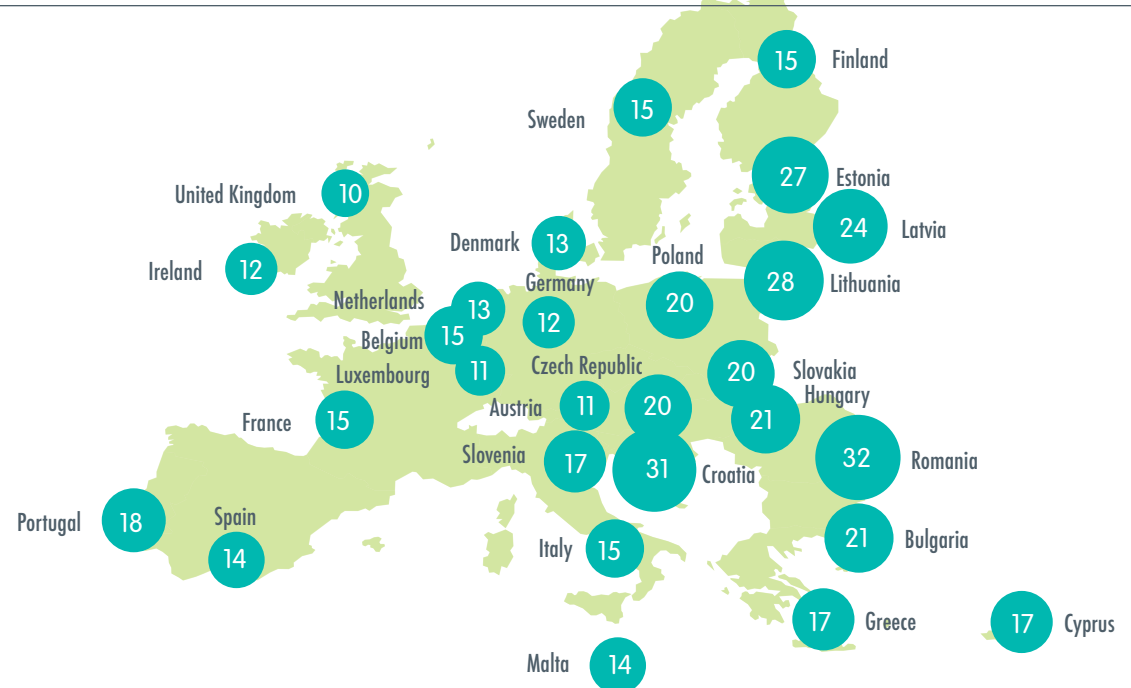 15 Finland
Sweden 15
United Kingdom 10
27 Estonia
24 Latvia
Denmark 13
Ireland 12
Poland
20
28 Lithuania
Germany
12
Netherlands 13
Belgium 15
Luxembourg 11
Czech Republic
20
20 Slovakia
Hungary
21
Austria 11
France 15
Slovenia 17
31 Croatia
32 Romania
Portugal 18
Spain
14
Italy 15
21 Bulgaria
17 Greece
17 Cyprus
Malta 14